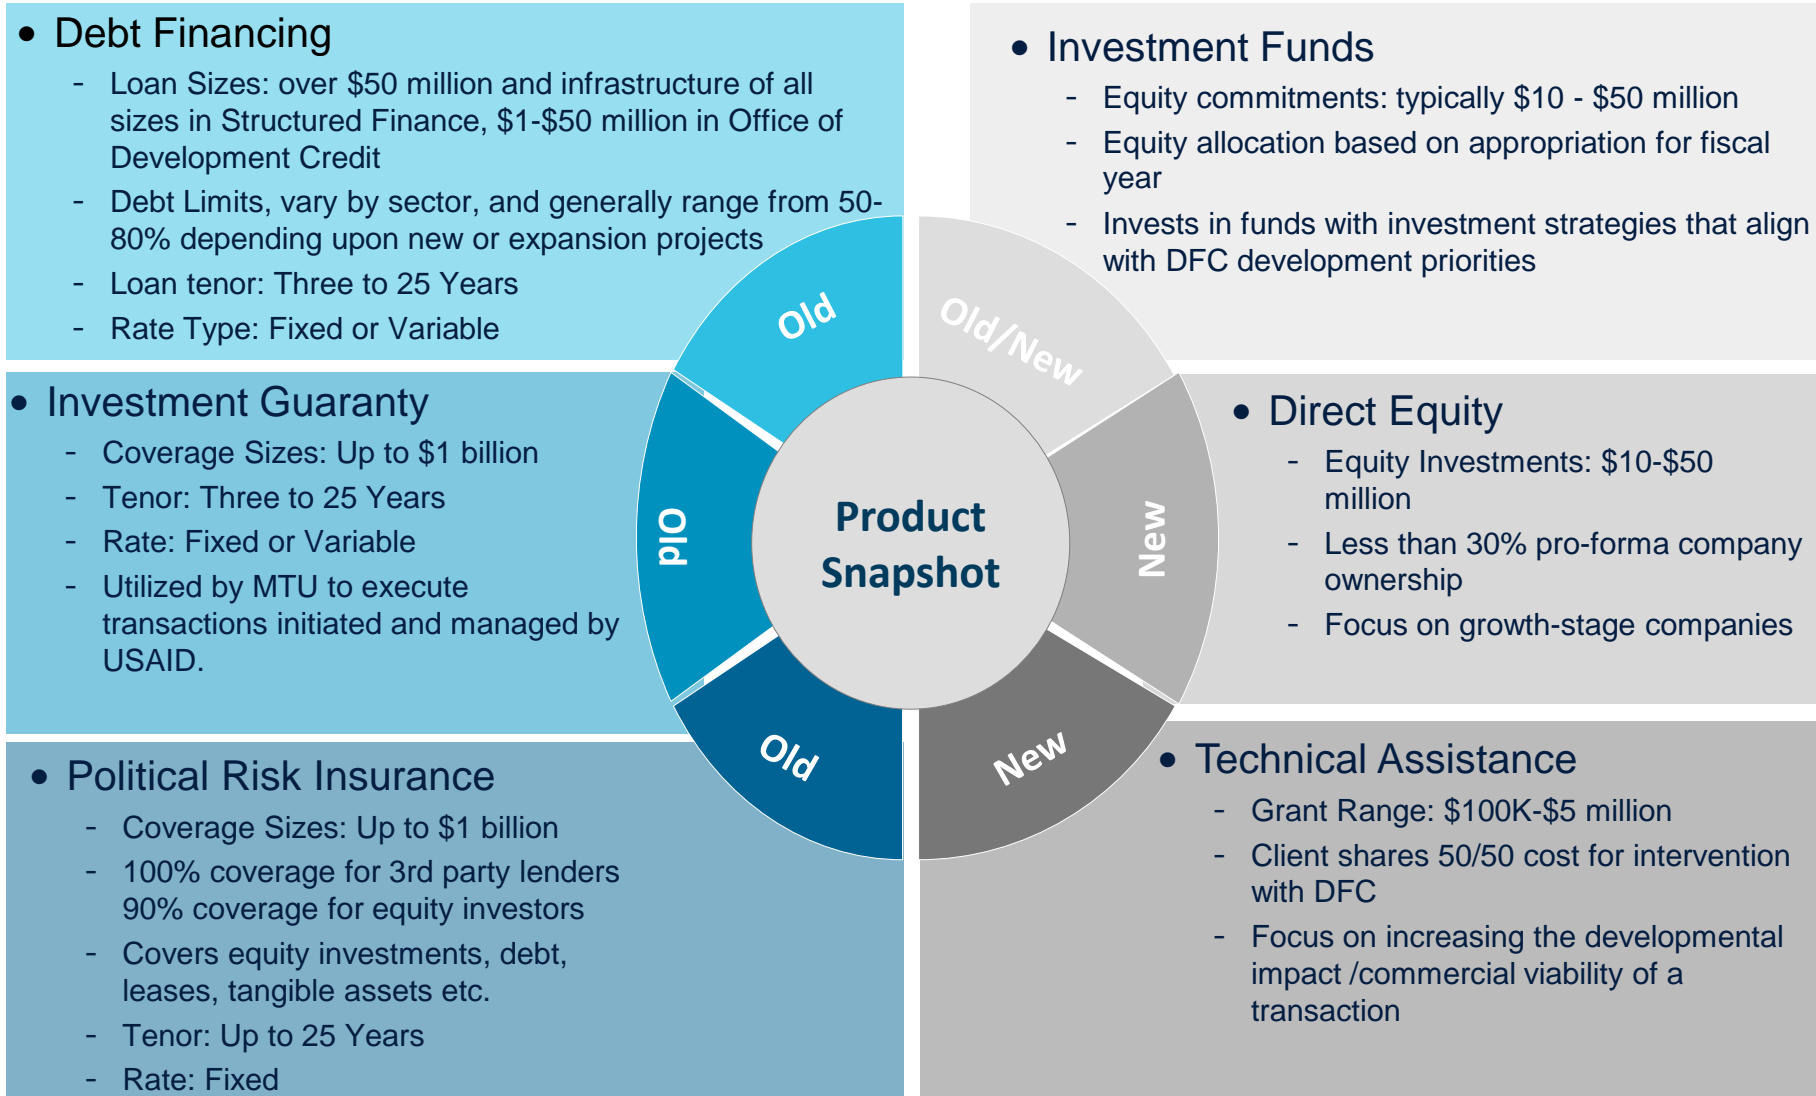 • Debt Financing
- Loan Sizes: over $50 million and infrastructure of all
sizes in Structured Finance, $1-$50 million in Office of
Development Credit
- Debt Limits, vary by sector, and generally range from 50-
80% depending upon new or expansion projects
- Loan tenor: Three to 25 Years
- Rate Type: Fixed or Variable
• Investment Funds
- Equity commitments: typically $10 - $50 million
- Equity allocation based on appropriation for fiscal
year
- Invests in funds with investment strategies that align
with DFC development priorities
• Investment Guaranty
- Coverage Sizes: Up to $1 billion
- Tenor: Three to 25 Years
- Rate: Fixed or Variable
- Utilized by MTU to execute
transactions initiated and managed by
USAID.
• Direct Equity
- Equity Investments: $10-$50
million
- Less than 30% pro-forma company
ownership
- Focus on growth-stage companies
• Political Risk Insurance
- Coverage Sizes: Up to $1 billion
- 100% coverage for 3rd party lenders
90% coverage for equity investors
- Covers equity investments, debt,
leases, tangible assets etc.
- Tenor: Up to 25 Years
- Rate: Fixed
• Technical Assistance
- Grant Range: $100K-$5 million
- Client shares 50/50 cost for intervention
with DFC
- Focus on increasing the developmental
impact /commercial viability of a
transaction
Old
Old/New
Old
New
Old
New
Product
Snapshot